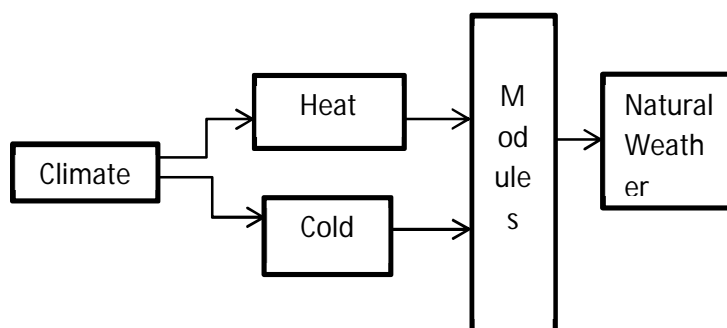 Climate
Heat
Cold
M
od
ule
s
Natural
Weath
er